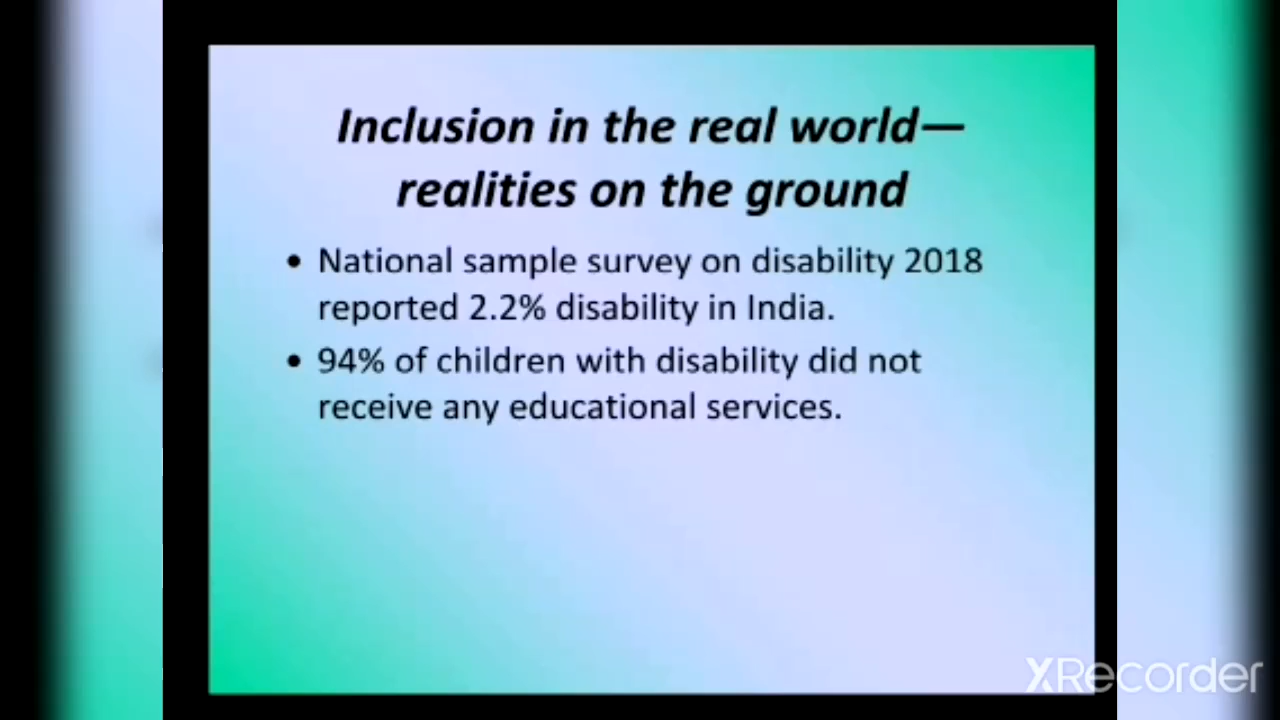 Inclusion in the real world—
realities on the ground
• National sample survey on disability 2018
reported 2.2% disability in India.
• 94% of children with disability did not
receive any educational services.
XRecorder